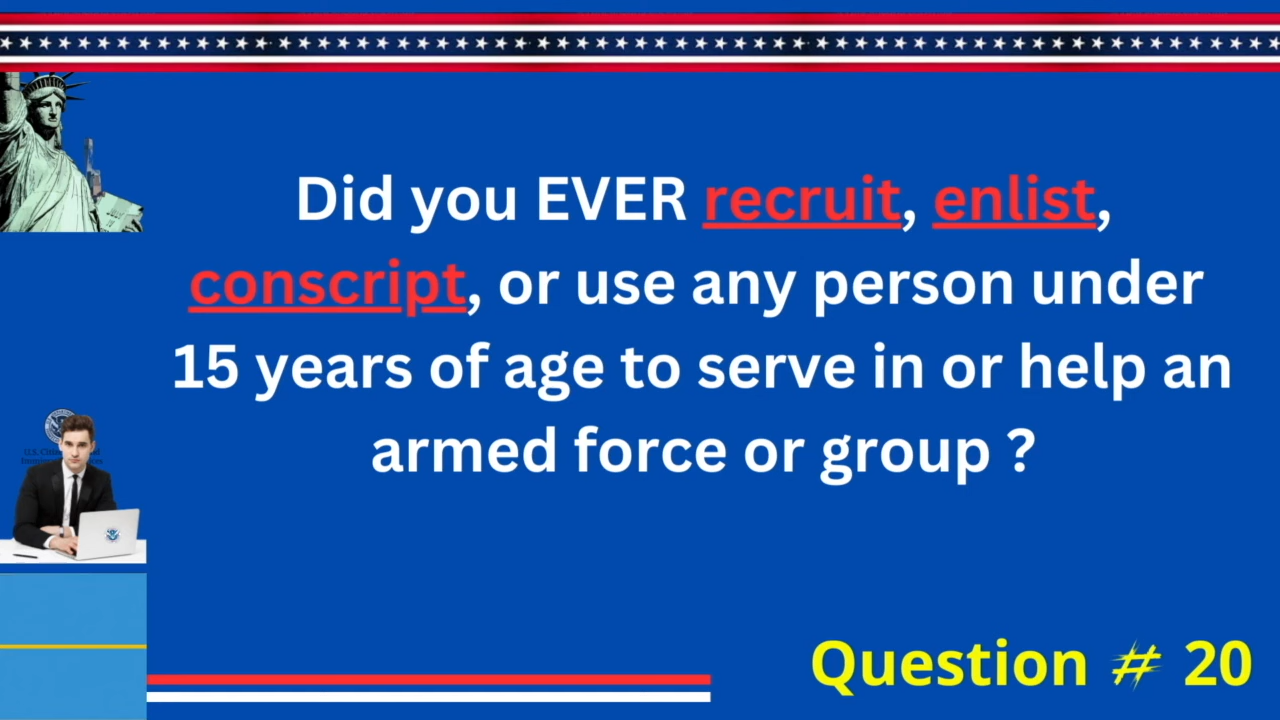 Did you EVER recruit, enlist,
conscript, or use any person under
15 years of age to serve in or help an
armed force or group ?
Question # 20